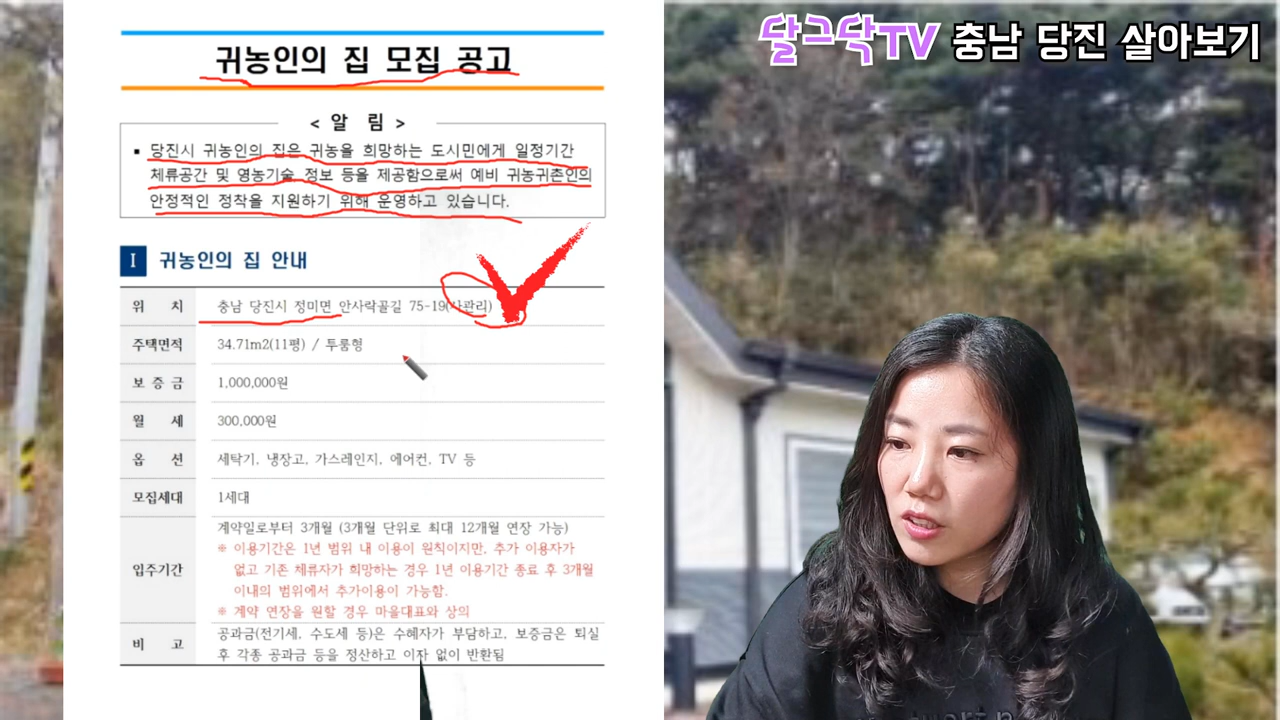 달그닥TV 충남 당진 살아보기
귀농인의 집 모집 공고
< 알 림 >
▪ 당진시 귀농인의 집은 귀농을 희망하는 도시민에게 일정기간
체류공간 및 영농기술 정보 등을 제공함으로써 예비 귀농귀촌인의
안정적인 정착을 지원하기 위해 운영하고 있습니다.
Ⅰ 귀농인의 집 안내
위 치 충남 당진시 정미면 안사락골길 75-19(사관리)
주택면적 34.71m2(11평) / 투룸형
보 증 금 1,000,000원
월 세 300,000원
옵 션 세탁기, 냉장고, 가스레인지, 에어컨, TV 등
모집세대 1세대
입주기간 계약일로부터 3개월 (3개월 단위로 최대 12개월 연장 가능)
※ 이용기간은 1년 범위 내 이용이 원칙이지만, 추가 이용자가
없고 기존 체류자가 희망하는 경우 1년 이용기간 종료 후 3개월
이내의 범위에서 추가이용이 가능함.
※ 계약 연장을 원할 경우 마을대표와 상의
비 고 공과금(전기세, 수도세 등)은 수혜자가 부담하고, 보증금은 퇴실
후 각종 공과금 등을 정산하고 이자 없이 반환됨